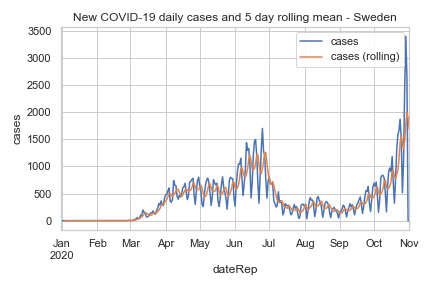 New COVID-19 daily cases and 5 day rolling mean - Sweden
cases
cases (rolling)
cases
3500
3000
2500
2000
1500
1000
500
0
Jan Feb Mar Apr May Jun Jul Aug Sep Oct Nov
2020
dateRep